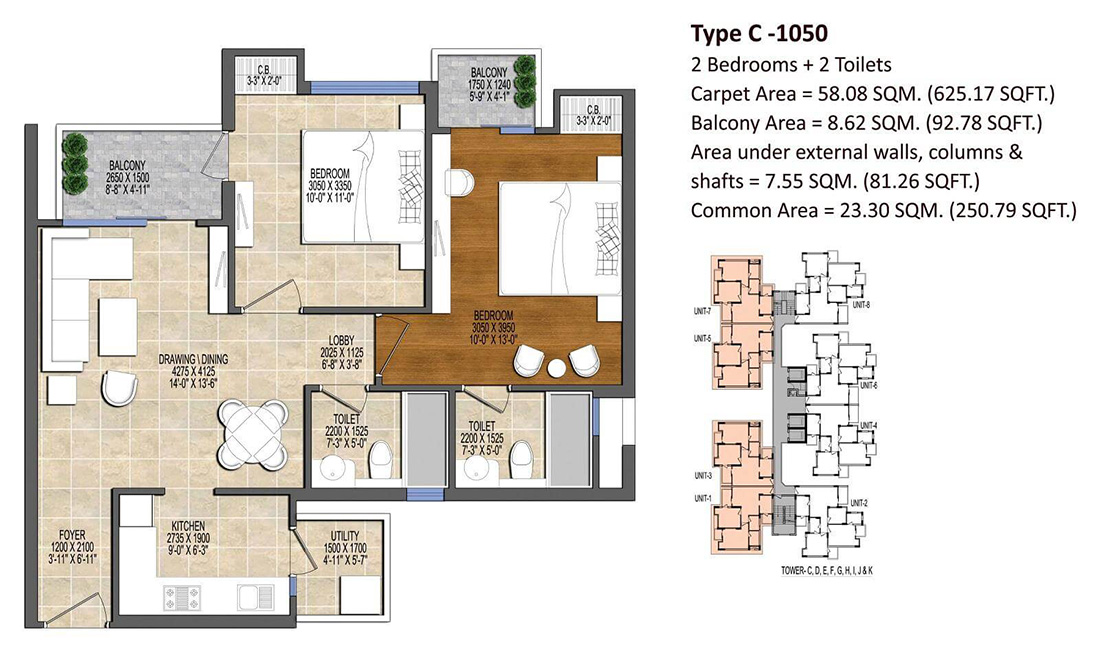 Type C -1050
2 Bedrooms + 2 Toilets
Carpet Area = 58.08 SQM. (625.17 SQFT.)
Balcony Area = 8.62 SQM. (92.78 SQFT.)
Area under external walls, columns &
shafts = 7.55 SQM. (81.26 SQFT.)
Common Area = 23.30 SQM. (250.79 SQFT.)
C.B.
3-3" X 2'-0"
BALCONY
1750 X 1240
5'-9" X 4'-1"
C.B.
3-3" X 2'-0"
BALCONY
2650 X 1500
8'-8" X 4'-11"
BEDROOM
3050 X 3350
10'-0" X 11'-0"
BEDROOM
3050 X 3950
10'-0" X 13'-0"
LOBBY
2025 X 1125
6'-8" X 3'-8"
DRAWING \ DINING
4275 X 4125
14'-0" X 13'-6"
TOILET
2200 X 1525
7'-3" X 5'-0"
TOILET
2200 X 1525
7'-3" X 5'-0"
FOYER
1200 X 2100
3'-11" X 6'-11"
KITCHEN
2735 X 1900
9'-0" X 6'-3"
UTILITY
1500 X 1700
4'-11" X 5'-7"
UNIT-7
UNIT-8
UNIT-5
UNIT-6
UNIT-4
UNIT-3
UNIT-1
UNIT-2
TOWER- C, D, E, F, G, H, I, J & K